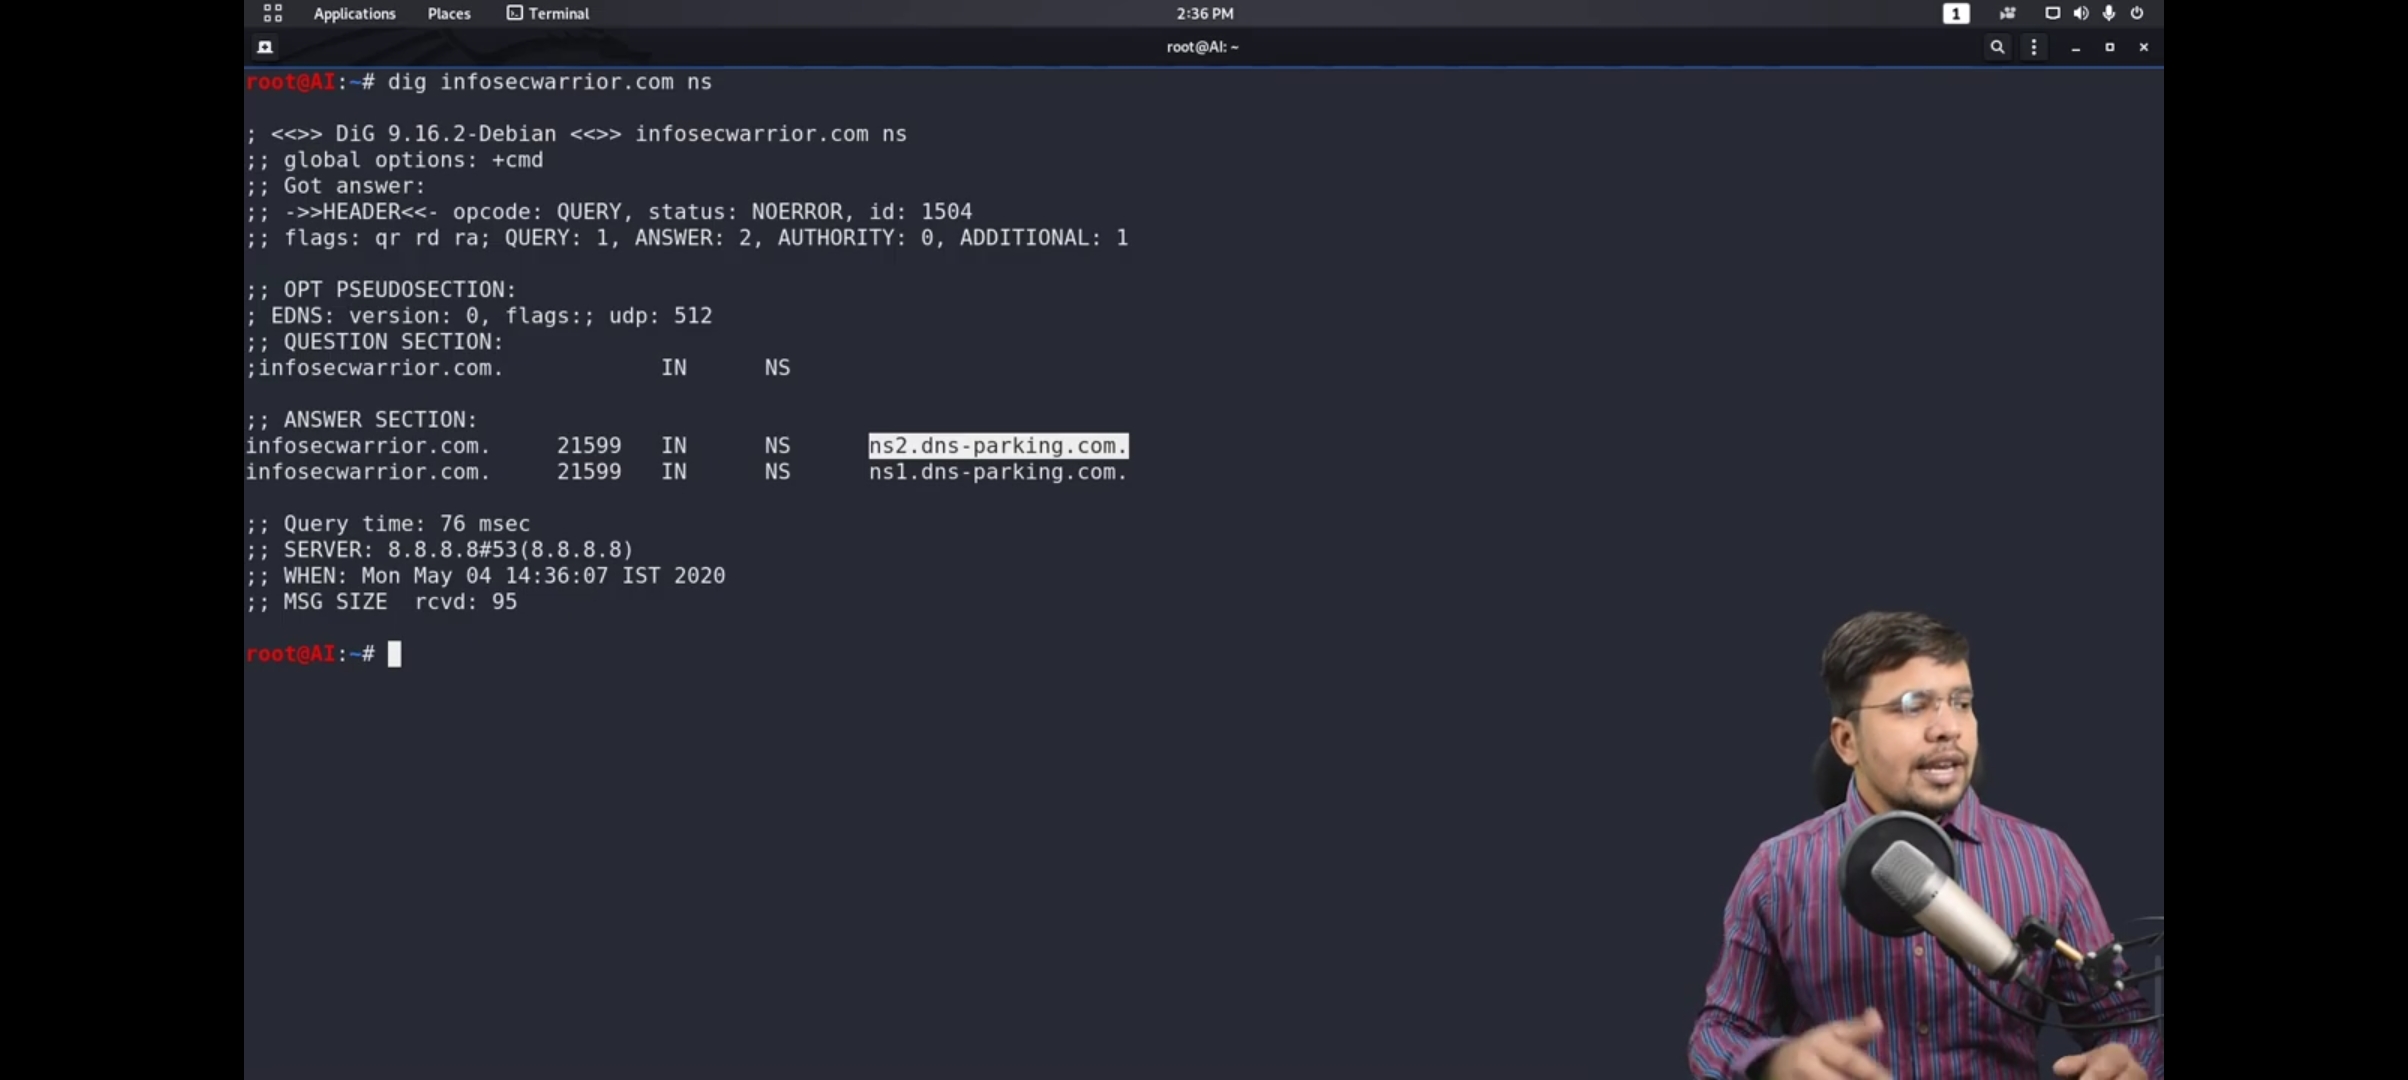 Applications Places Terminal 2:36 PM 1
root@AI: ~
root@AI:~# dig infosecwarrior.com ns
; <<>> DiG 9.16.2-Debian <<>> infosecwarrior.com ns
;; global options: +cmd
;; Got answer:
;; ->>HEADER<<- opcode: QUERY, status: NOERROR, id: 1504
;; flags: qr rd ra; QUERY: 1, ANSWER: 2, AUTHORITY: 0, ADDITIONAL: 1
;; OPT PSEUDOSECTION:
; EDNS: version: 0, flags:; udp: 512
;; QUESTION SECTION:
;infosecwarrior.com. IN NS
;; ANSWER SECTION:
infosecwarrior.com. 21599 IN NS ns2.dns-parking.com.
infosecwarrior.com. 21599 IN NS ns1.dns-parking.com.
;; Query time: 76 msec
;; SERVER: 8.8.8.8#53(8.8.8.8)
;; WHEN: Mon May 04 14:36:07 IST 2020
;; MSG SIZE  rcvd: 95
root@AI:~#